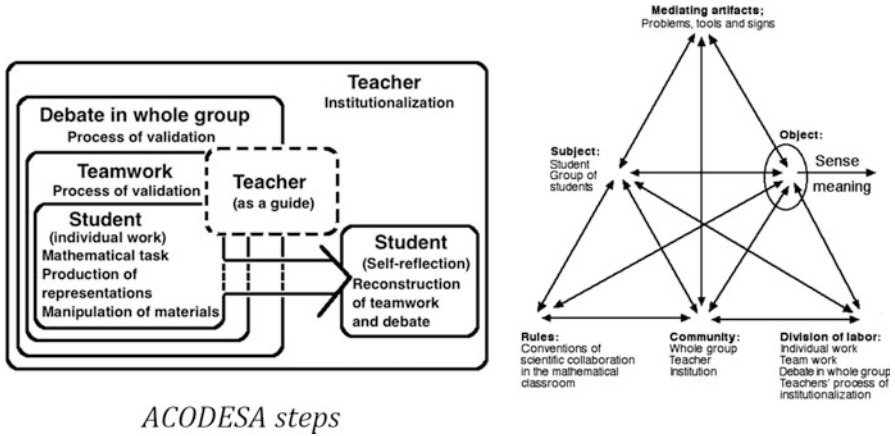 Teacher
Institutionalization
Debate in whole group
Process of validation
Teamwork
Process of validation
Teacher
(as a guide)
Student
(individual work)
Mathematical task
Production of
representations
Manipulation of materials
Student
(Self-reflection)
Reconstruction
of teamwork
and debate
ACODESA steps
Mediating artifacts;
Problems, tools and signs
Subject:
Student
Group of
students
Object:
Sense
meaning
Rules:
Conventions of
scientific collaboration
in the mathematical
classroom
Community:
Whole group
Teacher
Institution
Division of labor:
Individual work
Team work
Debate in whole group
Teachers' process of
institutionalization